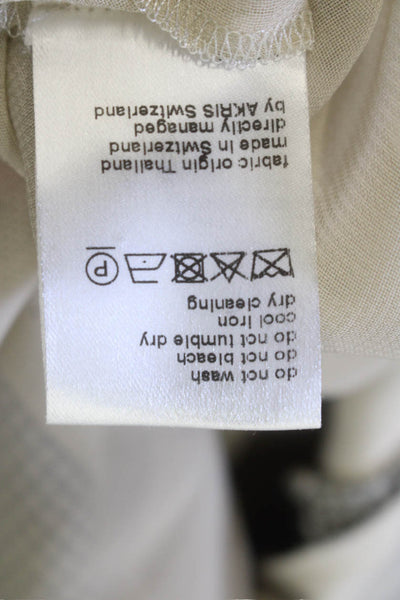 do not wash
do not bleach
do not tumble dry
cool iron
dry cleaning
P
fabric origin Thailand
made in Switzerland
directly managed
by AKRIS Switzerland